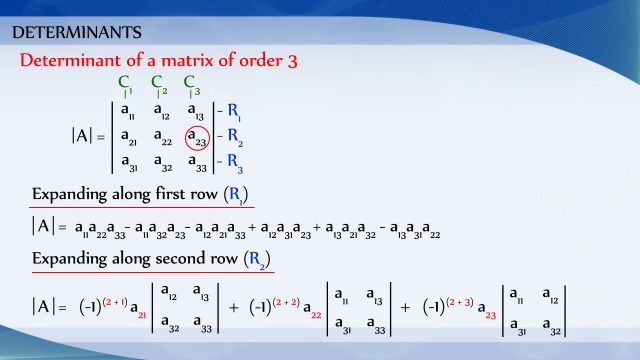 DETERMINANTS
Determinant of a matrix of order 3
C₁ C₂ C₃
a₁₁ a₁₂ a₁₃ - R₁
|A| = a₂₁ a₂₂ a₂₃ - R₂
a₃₁ a₃₂ a₃₃ - R₃
Expanding along first row (R₁)
|A| = a₁₁a₂₂a₃₃ - a₁₁a₃₂a₂₃ - a₁₂a₂₁a₃₃ + a₁₂a₃₁a₂₃ + a₁₃a₂₁a₃₂ - a₁₃a₃₁a₂₂
Expanding along second row (R₂)
a₁₂ a₁₃ a₁₁ a₁₃ a₁₁ a₁₂
|A| = (-1)⁽²⁺¹⁾ a₂₁ + (-1)⁽²⁺²⁾ a₂₂ + (-1)⁽²⁺³⁾ a₂₃
a₃₂ a₃₃ a₃₁ a₃₃ a₃₁ a₃₂